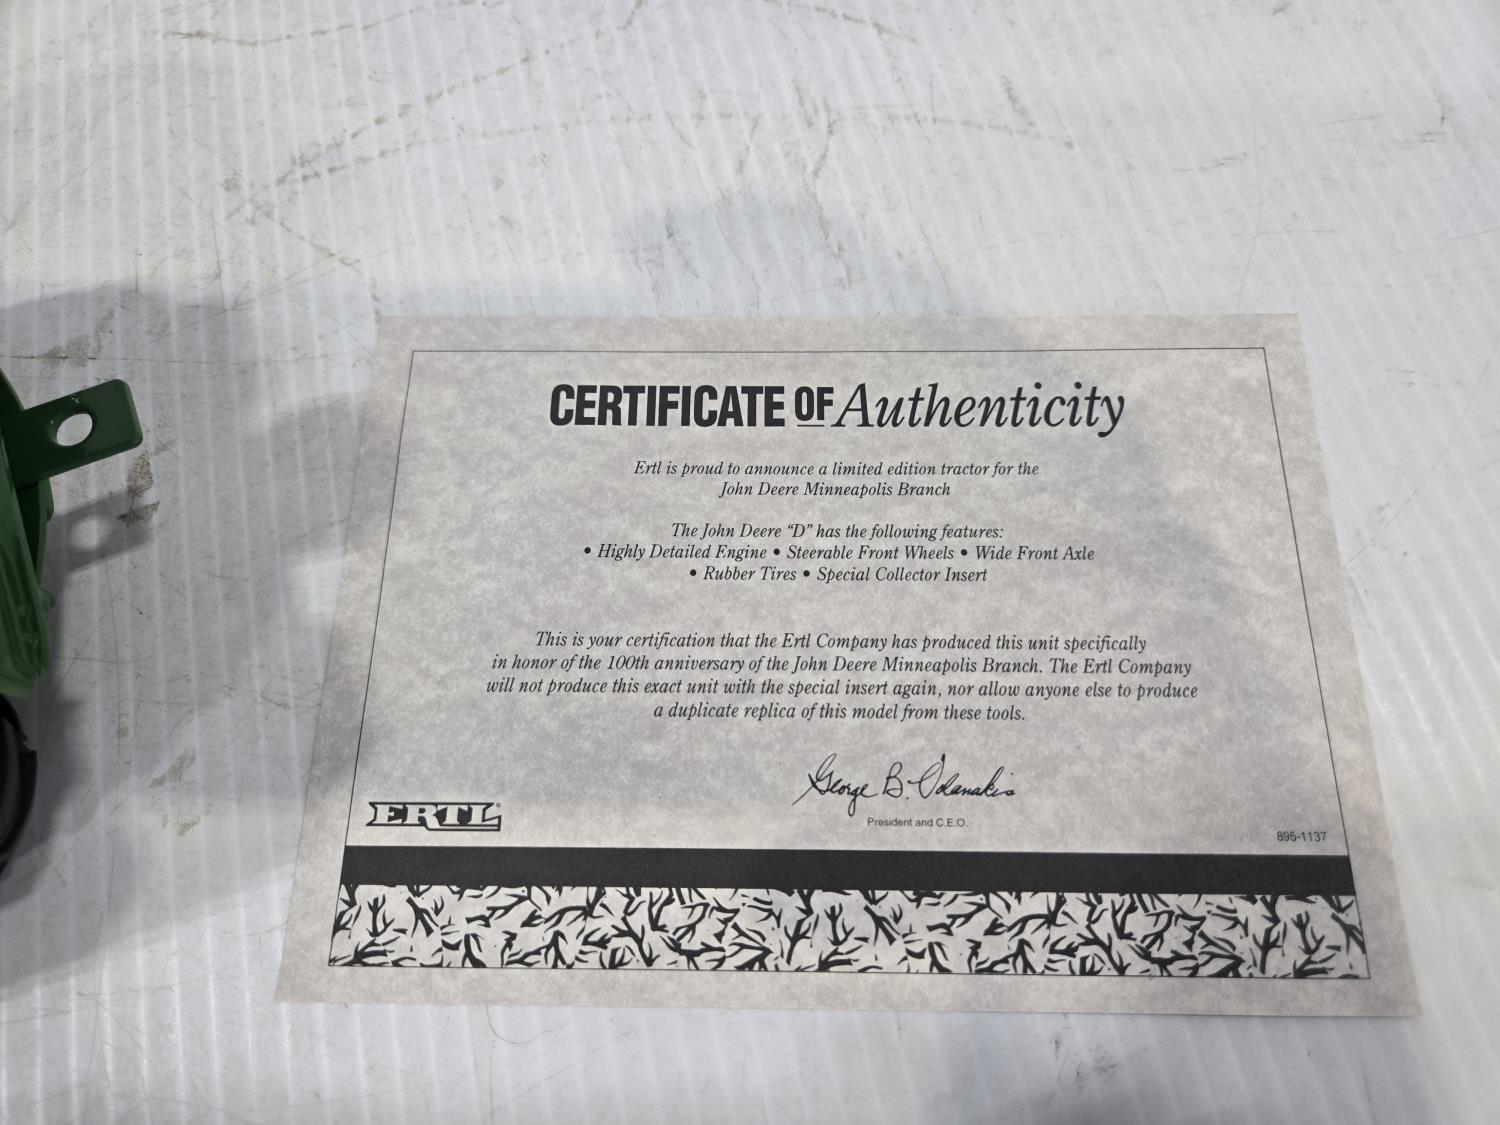 CERTIFICATE OF Authenticity
Ertl is proud to announce a limited edition tractor for the
John Deere Minneapolis Branch
The John Deere “D” has the following features:
• Highly Detailed Engine • Steerable Front Wheels • Wide Front Axle
• Rubber Tires • Special Collector Insert
This is your certification that the Ertl Company has produced this unit specifically
in honor of the 100th anniversary of the John Deere Minneapolis Branch. The Ertl Company
will not produce this exact unit with the special insert again, nor allow anyone else to produce
a duplicate replica of this model from these tools.
George B. Volanakis
President and C.E.O.
ERTL
895-1137